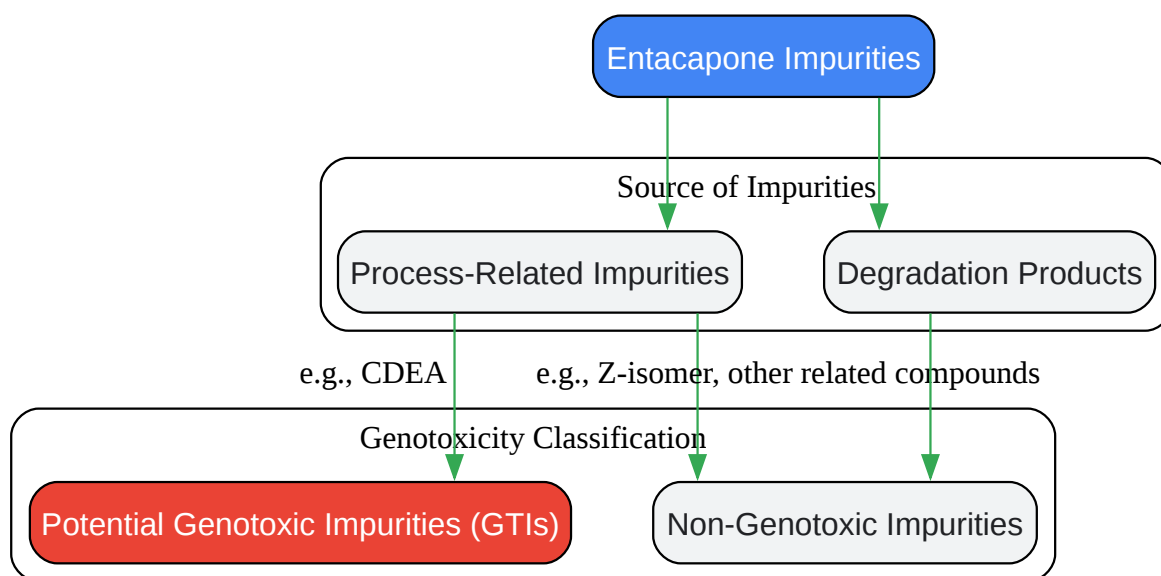 Entacapone Impurities
Source of Impurities
Process-Related Impurities
Degradation Products
e.g., CDEA
e.g., Z-isomer, other related compounds
Genotoxicity Classification
Potential Genotoxic Impurities (GTIs)
Non-Genotoxic Impurities